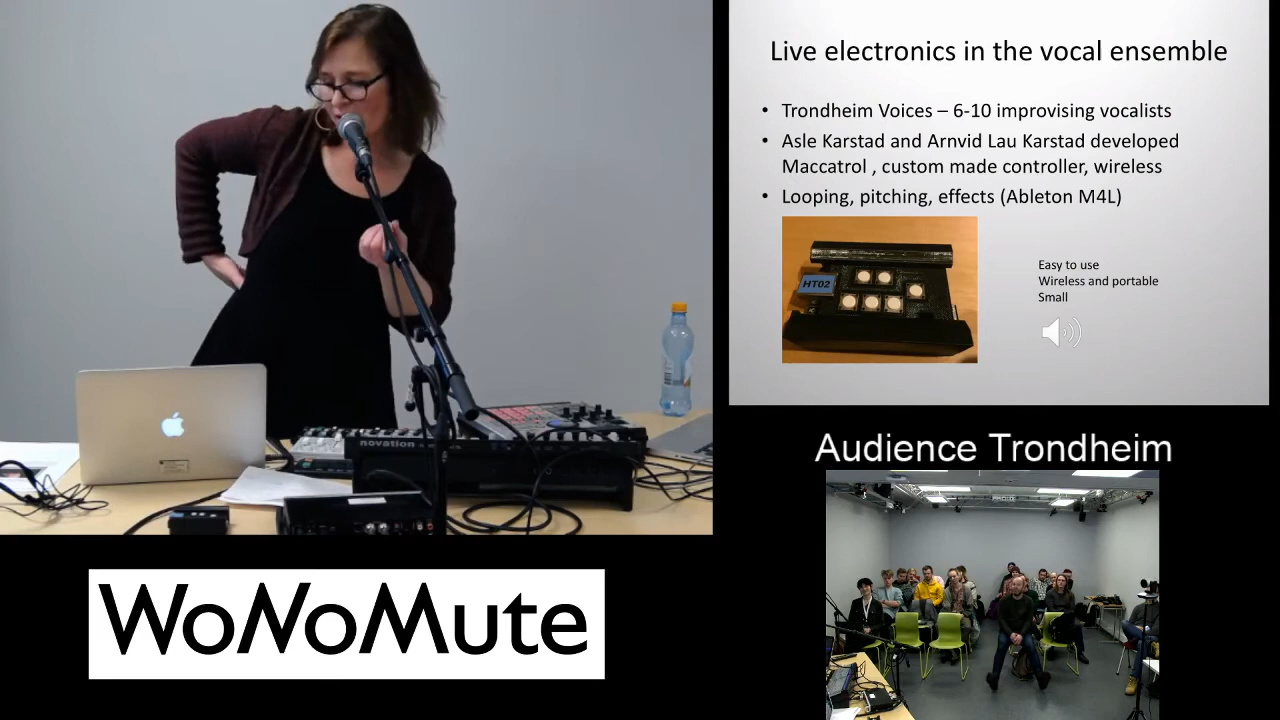 Live electronics in the vocal ensemble
• Trondheim Voices – 6-10 improvising vocalists
• Asle Karstad and Arnvid Lau Karstad developed
Maccatrol , custom made controller, wireless
• Looping, pitching, effects (Ableton M4L)
HT02
Easy to use
Wireless and portable
Small
novation
Audience Trondheim
WoNoMute